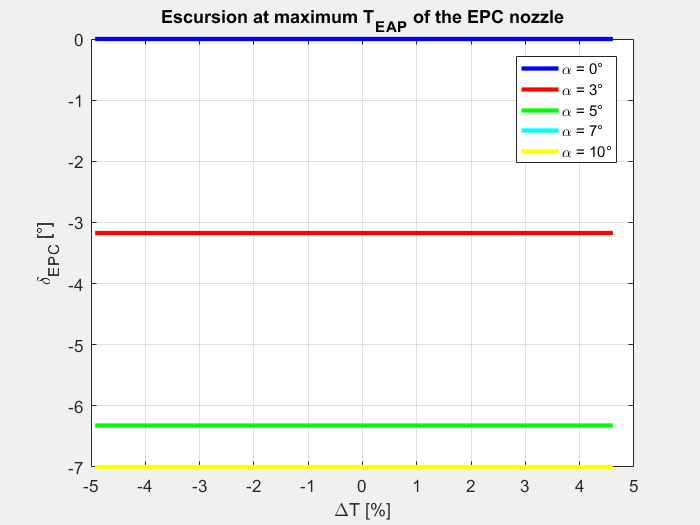 Escursion at maximum T_EAP of the EPC nozzle
0
-1
-2
-3
-4
-5
-6
-7
δ_EPC [°]
α = 0°
α = 3°
α = 5°
α = 7°
α = 10°
-5 -4 -3 -2 -1 0 1 2 3 4 5
ΔT [%]